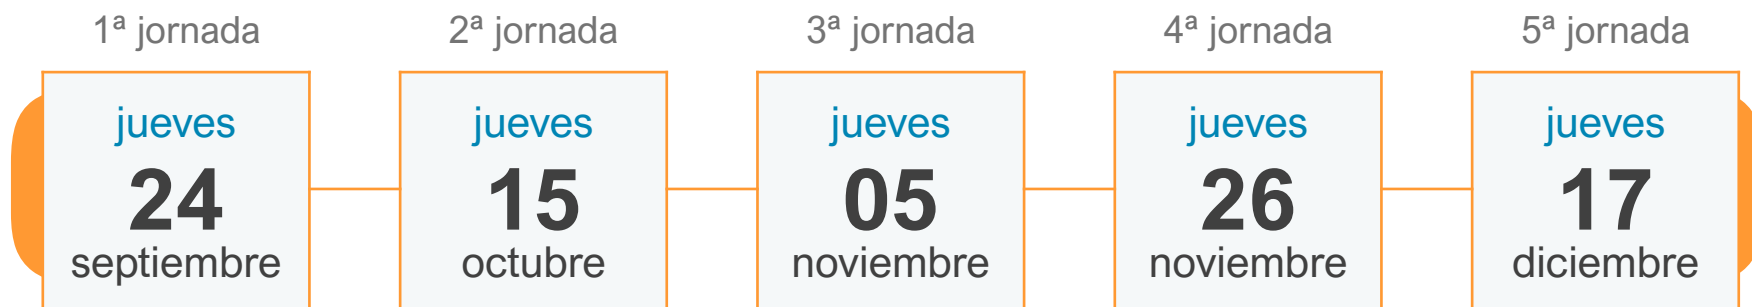 1ª jornada
jueves
24
septiembre
2ª jornada
jueves
15
octubre
3ª jornada
jueves
05
noviembre
4ª jornada
jueves
26
noviembre
5ª jornada
jueves
17
diciembre